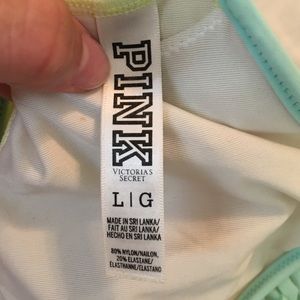 PINK
VICTORIA'S
SECRET
L|G
MADE IN SRI LANKA/
FAIT AU SRI LANKA/
HECHO EN SRI LANKA
80% NYLON/NAILON,
20% ELASTANE/
ELASTHANNE/ELASTANO